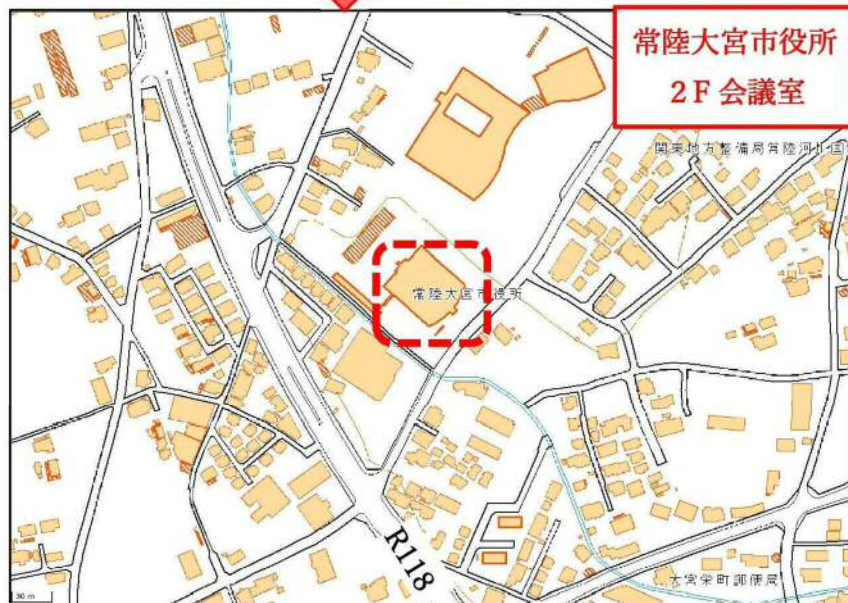 常陸大宮市役所
2F 会議室
関東地方整備局常陸河川国
常陸大宮市役所
R118
大宮栄町郵便局
30 m